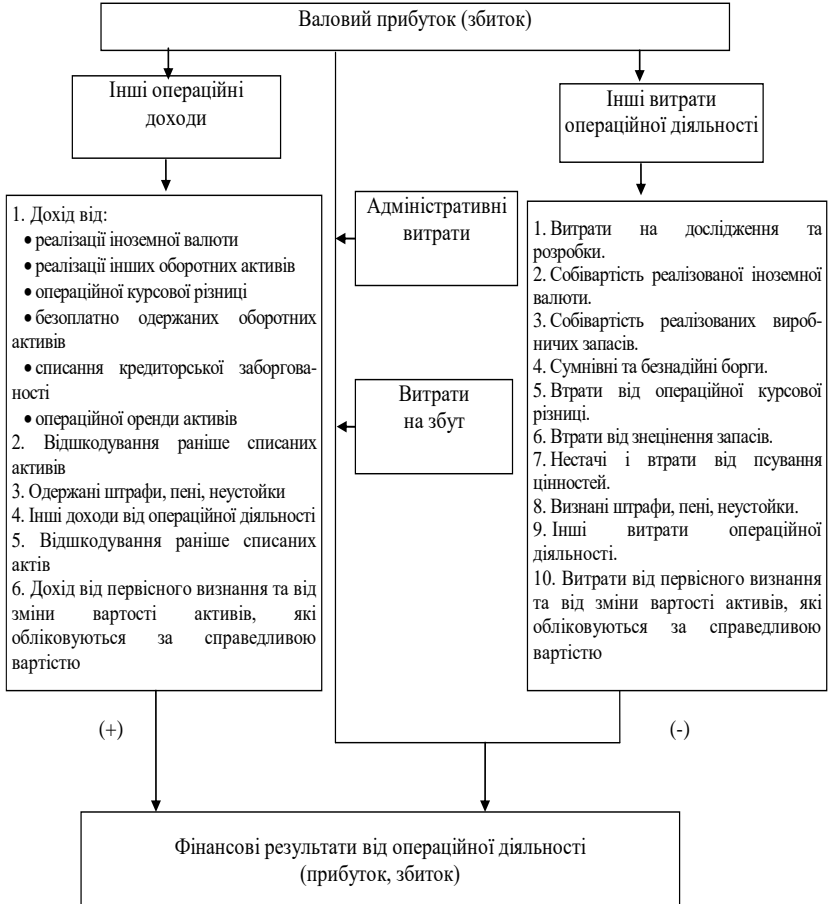 Валовий прибуток (збиток)
Інші операційні
доходи
Інші витрати
операційної діяльності
1. Дохід від:
• реалізації іноземної валюти
• реалізації інших оборотних активів
• операційної курсової різниці
• безоплатно одержаних оборотних
активів
• списання кредиторської заборгова-
ності
• операційної оренди активів
2. Відшкодування раніше списаних
активів
3. Одержані штрафи, пені, неустойки
4. Інші доходи від операційної діяльності
5. Відшкодування раніше списаних
актів
6. Дохід від первісного визнання та від
зміни вартості активів, які
обліковуються за справедливою
вартістю
Адміністративні
витрати
Витрати
на збут
1. Витрати на дослідження та
розробки.
2. Собівартість реалізованої іноземної
валюти.
3. Собівартість реалізованих вироб-
ничих запасів.
4. Сумнівні та безнадійні борги.
5. Втрати від операційної курсової
різниці.
6. Втрати від знецінення запасів.
7. Нестачі і втрати від псування
цінностей.
8. Визнані штрафи, пені, неустойки.
9. Інші витрати операційної
діяльності.
10. Витрати від первісного визнання
та від зміни вартості активів, які
обліковуються за справедливою
вартістю
(+)
(-)
Фінансові результати від операційної діяльності
(прибуток, збиток)